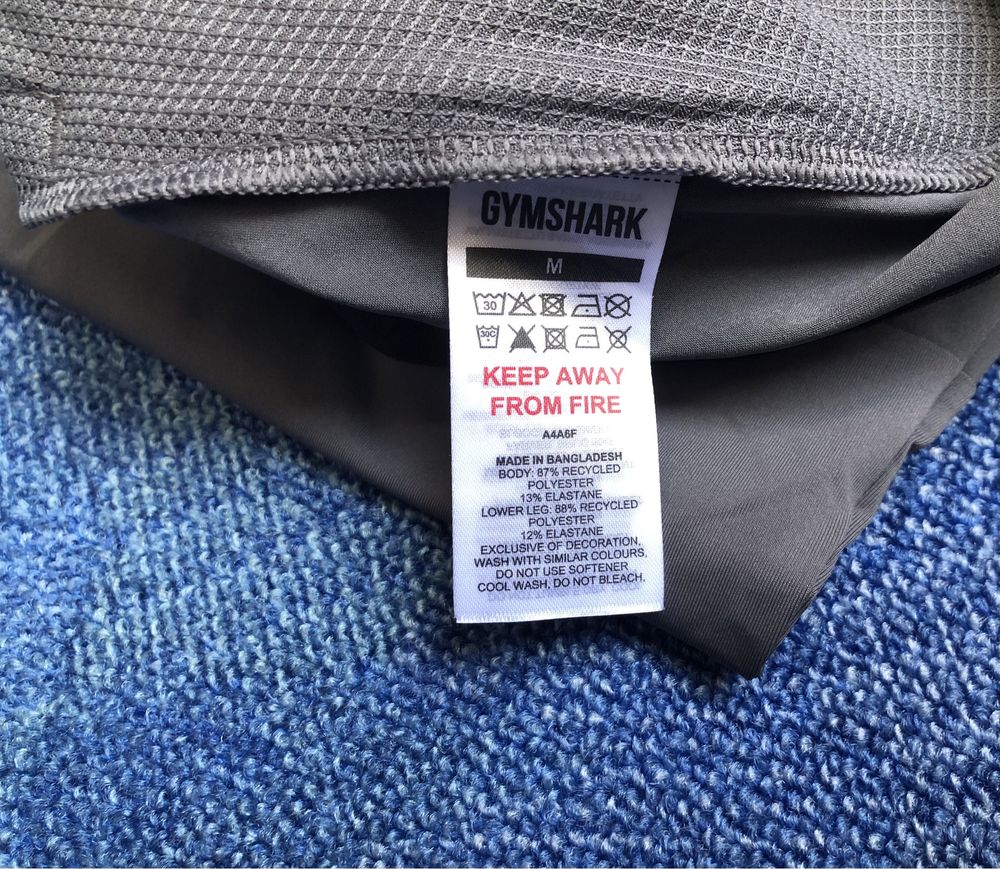 GYMSHARK
M
30
30C
KEEP AWAY
FROM FIRE
A4A6F
MADE IN BANGLADESH
BODY: 87% RECYCLED
POLYESTER
13% ELASTANE
LOWER LEG: 88% RECYCLED
POLYESTER
12% ELASTANE
EXCLUSIVE OF DECORATION.
WASH WITH SIMILAR COLOURS,
DO NOT USE SOFTENER
COOL WASH, DO NOT BLEACH.